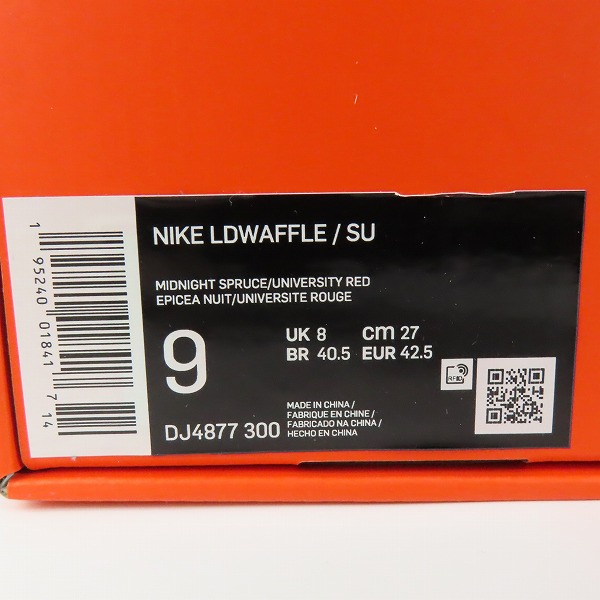 1 95240 01841 7 14
NIKE LDWAFFLE / SU
MIDNIGHT SPRUCE/UNIVERSITY RED
EPICEA NUIT/UNIVERSITE ROUGE
9
UK 8 cm 27
BR 40.5 EUR 42.5
RFID
DJ4877 300
MADE IN CHINA /
FABRIQUE EN CHINE /
FABRICADO NA CHINA /
HECHO EN CHINA